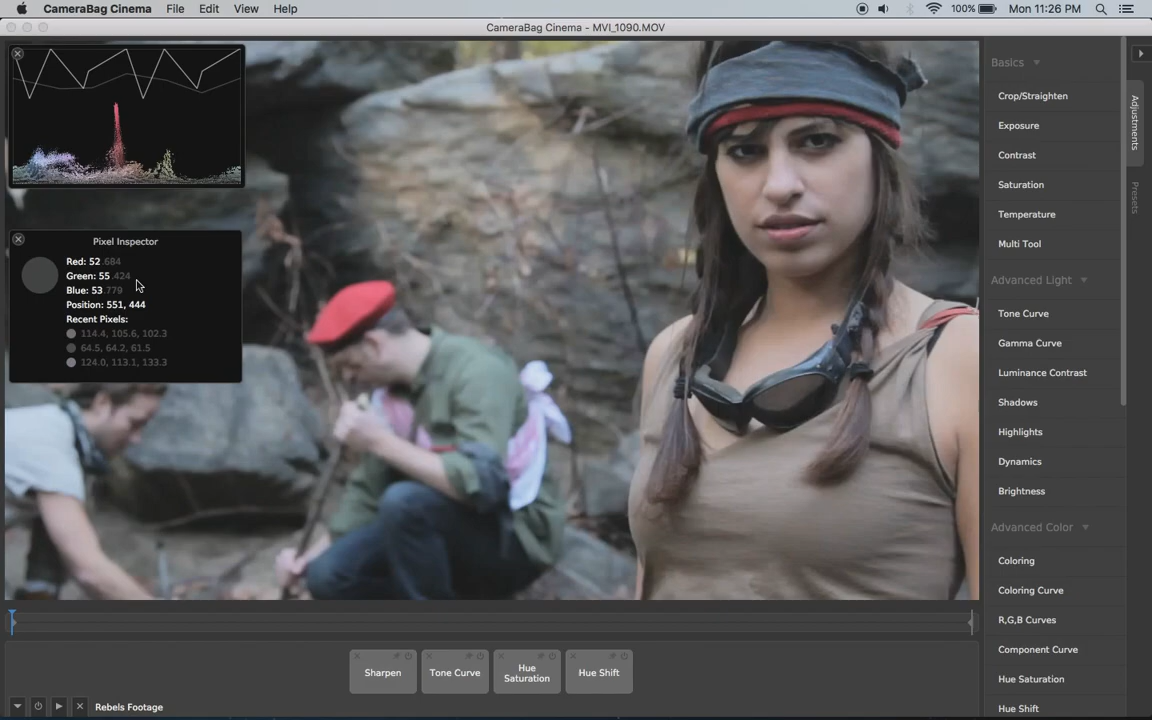 CameraBag Cinema File Edit View Help 100% Mon 11:26 PM
CameraBag Cinema - MVI_1090.MOV
Pixel Inspector
Red: 52.684
Green: 55.424
Blue: 53.779
Position: 551, 444
Recent Pixels:
114.4, 105.6, 102.3
64.5, 64.2, 61.5
124.0, 113.1, 133.3
Basics
Crop/Straighten
Exposure
Contrast
Saturation
Temperature
Multi Tool
Advanced Light
Tone Curve
Gamma Curve
Luminance Contrast
Shadows
Highlights
Dynamics
Brightness
Advanced Color
Coloring
Coloring Curve
R,G,B Curves
Component Curve
Hue Saturation
Hue Shift
Adjustments
Presets
Sharpen
Tone Curve
Hue
Saturation
Hue Shift
Rebels Footage